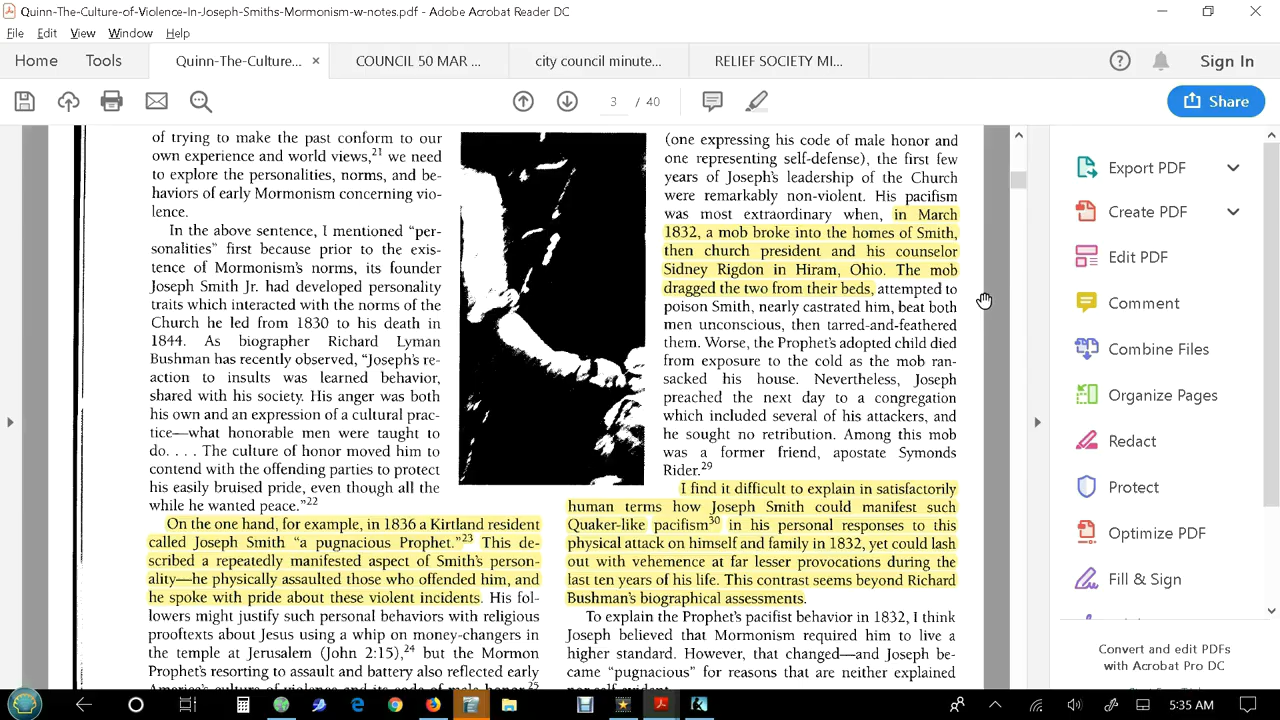 Quinn-The-Culture-of-Violence-In-Joseph-Smiths-Mormonism-w-notes.pdf - Adobe Acrobat Reader DC
File Edit View Window Help
Home Tools Quinn-The-Culture... × COUNCIL 50 MAR ... city council minute... RELIEF SOCIETY MI... Sign In
3 / 40 Share
of trying to make the past conform to our
own experience and world views,21 we need
to explore the personalities, norms, and be-
haviors of early Mormonism concerning vio-
lence.
In the above sentence, I mentioned “per-
sonalities” first because prior to the exis-
tence of Mormonism's norms, its founder
Joseph Smith Jr. had developed personality
traits which interacted with the norms of the
Church he led from 1830 to his death in
1844. As biographer Richard Lyman
Bushman has recently observed, “Joseph's re-
action to insults was learned behavior,
shared with his society. His anger was both
his own and an expression of a cultural prac-
tice—what honorable men were taught to
do. . . . The culture of honor moved him to
contend with the offending parties to protect
his easily bruised pride, even though all the
while he wanted peace.”22
On the one hand, for example, in 1836 a Kirtland resident
called Joseph Smith “a pugnacious Prophet.”23 This de-
scribed a repeatedly manifested aspect of Smith's person-
ality—he physically assaulted those who offended him, and
he spoke with pride about these violent incidents. His fol-
lowers might justify such personal behaviors with religious
prooftexts about Jesus using a whip on money-changers in
the temple at Jerusalem (John 2:15),24 but the Mormon
Prophet's resorting to assault and battery also reflected early
America's culture of violence and its code of male honor.25
(one expressing his code of male honor and
one representing self-defense), the first few
years of Joseph's leadership of the Church
were remarkably non-violent. His pacifism
was most extraordinary when, in March
1832, a mob broke into the homes of Smith,
then church president and his counselor
Sidney Rigdon in Hiram, Ohio. The mob
dragged the two from their beds, attempted to
poison Smith, nearly castrated him, beat both
men unconscious, then tarred-and-feathered
them. Worse, the Prophet's adopted child died
from exposure to the cold as the mob ran-
sacked his house. Nevertheless, Joseph
preached the next day to a congregation
which included several of his attackers, and
he sought no retribution. Among this mob
was a former friend, apostate Symonds
Rider.29
I find it difficult to explain in satisfactorily
human terms how Joseph Smith could manifest such
Quaker-like pacifism30 in his personal responses to this
physical attack on himself and family in 1832, yet could lash
out with vehemence at far lesser provocations during the
last ten years of his life. This contrast seems beyond Richard
Bushman's biographical assessments.
To explain the Prophet's pacifist behavior in 1832, I think
Joseph believed that Mormonism required him to live a
higher standard. However, that changed—and Joseph be-
came “pugnacious” for reasons that are neither explained
Export PDF
Create PDF
Edit PDF
Comment
Combine Files
Organize Pages
Redact
Protect
Optimize PDF
Fill & Sign
Convert and edit PDFs
with Acrobat Pro DC
5:35 AM